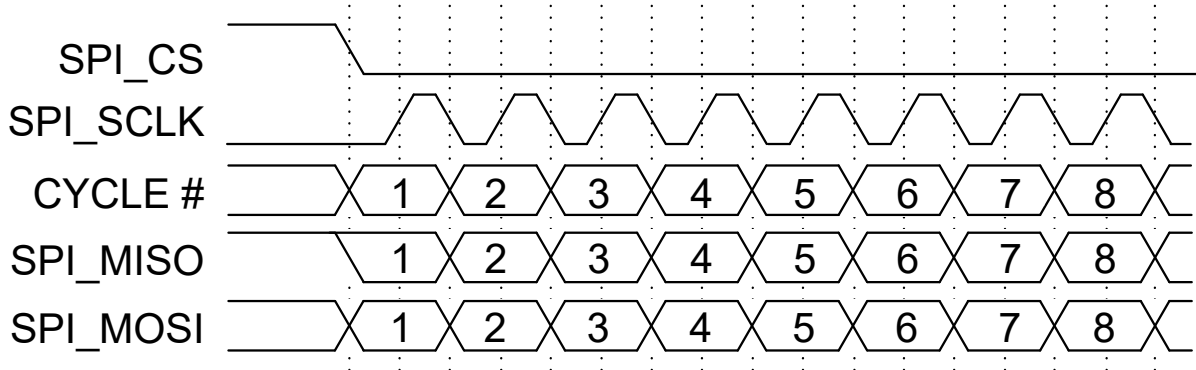 SPI_CS
SPI_SCLK
CYCLE # 1 2 3 4 5 6 7 8
SPI_MISO 1 2 3 4 5 6 7 8
SPI_MOSI 1 2 3 4 5 6 7 8